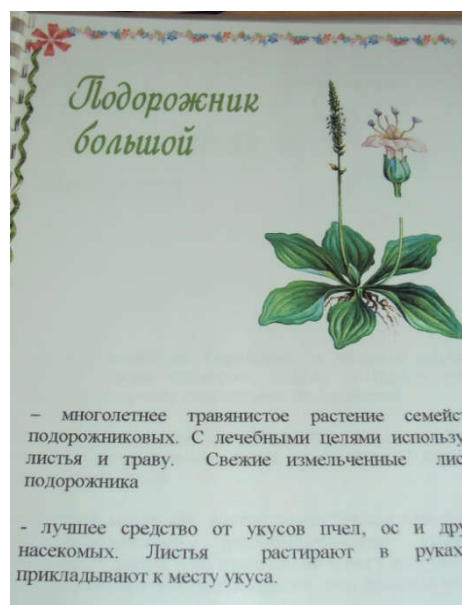 Подорожник
большой
– многолетнее травянистое растение
подорожниковых. С лечебными целями
листья и траву. Свежие измельченные
подорожника
- лучшее средство от укусов пчел, ос и
насекомых. Листья растирают в руках
прикладывают к месту укуса.